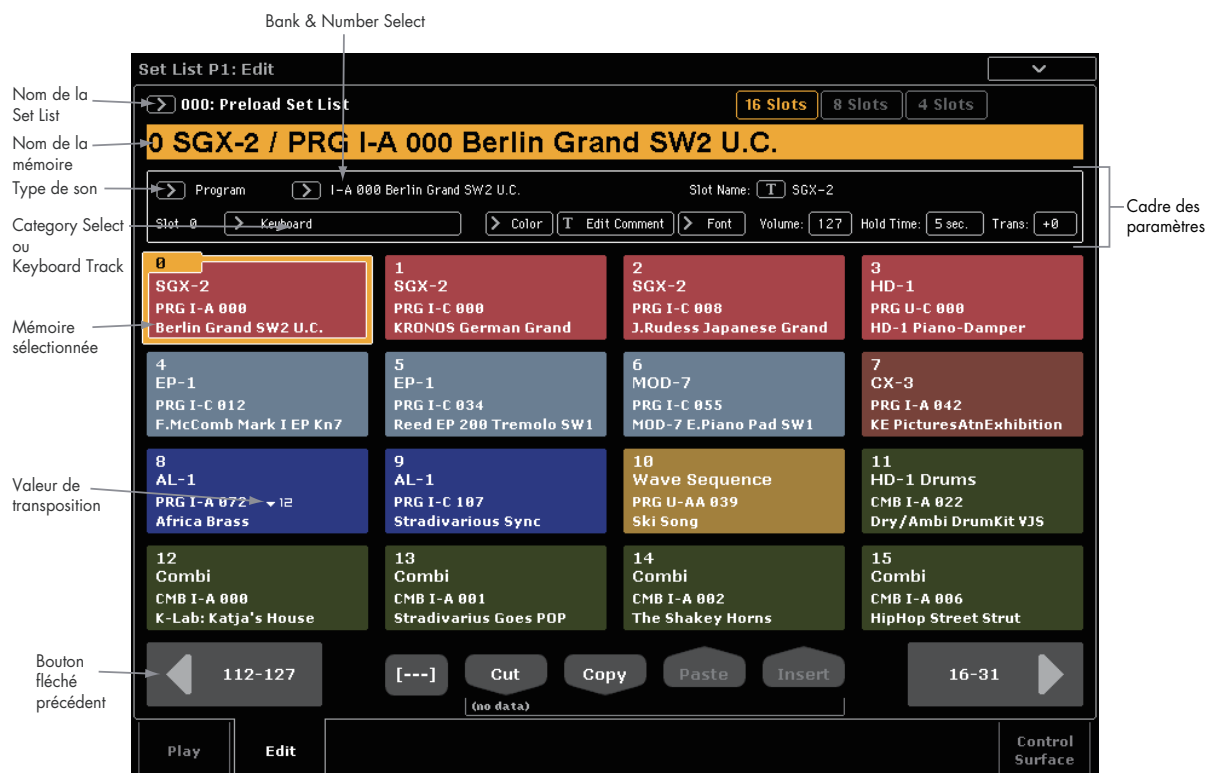 Bank & Number Select
Set List P1: Edit
Nom de la
Set List
000: Preload Set List
16 Slots
8 Slots
4 Slots
Nom de la
mémoire
0 SGX-2 / PRG I-A 000 Berlin Grand SW2 U.C.
Type de son
Program
I-A 000 Berlin Grand SW2 U.C.
Slot Name: T SGX-2
Category Select
ou
Keyboard Track
Slot 0
Keyboard
Color
T Edit Comment
Font
Volume: 127
Hold Time: 5 sec.
Trans: +0
Cadre des
paramètres
0
SGX-2
PRG I-A 000
Berlin Grand SW2 U.C.
1
SGX-2
PRG I-C 000
KRONOS German Grand
2
SGX-2
PRG I-C 008
J.Rudess Japanese Grand
3
HD-1
PRG U-C 000
HD-1 Piano-Damper
Mémoire
sélectionnée
4
EP-1
PRG I-C 012
F.McComb Mark I EP Kn7
5
EP-1
PRG I-C 034
Reed EP 200 Tremolo SW1
6
MOD-7
PRG I-C 055
MOD-7 E.Piano Pad SW1
7
CX-3
PRG I-A 042
KE PicturesAtnExhibition
Valeur de
transposition
8
AL-1
PRG I-A 072 12
Africa Brass
9
AL-1
PRG I-C 107
Stradivarious Sync
10
Wave Sequence
PRG U-AA 039
Ski Song
11
HD-1 Drums
CMB I-A 022
Dry/Ambi DrumKit VJS
12
Combi
CMB I-A 000
K-Lab: Katja's House
13
Combi
CMB I-A 001
Stradivarius Goes POP
14
Combi
CMB I-A 002
The Shakey Horns
15
Combi
CMB I-A 006
HipHop Street Strut
Bouton
fléché
précédent
112-127
[---]
Cut
Copy
Paste
Insert
(no data)
16-31
Play
Edit
Control
Surface